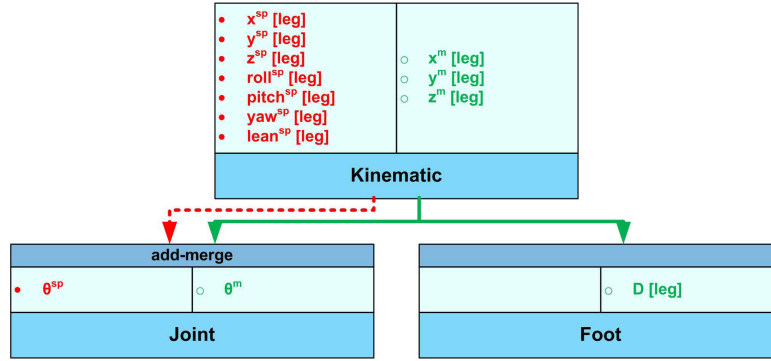 • x^sp [leg]
• y^sp [leg]
• z^sp [leg]
• roll^sp [leg]
• pitch^sp [leg]
• yaw^sp [leg]
• lean^sp [leg]
○ x^m [leg]
○ y^m [leg]
○ z^m [leg]
Kinematic
add-merge
• θ^sp
○ θ^m
Joint
○ D [leg]
Foot